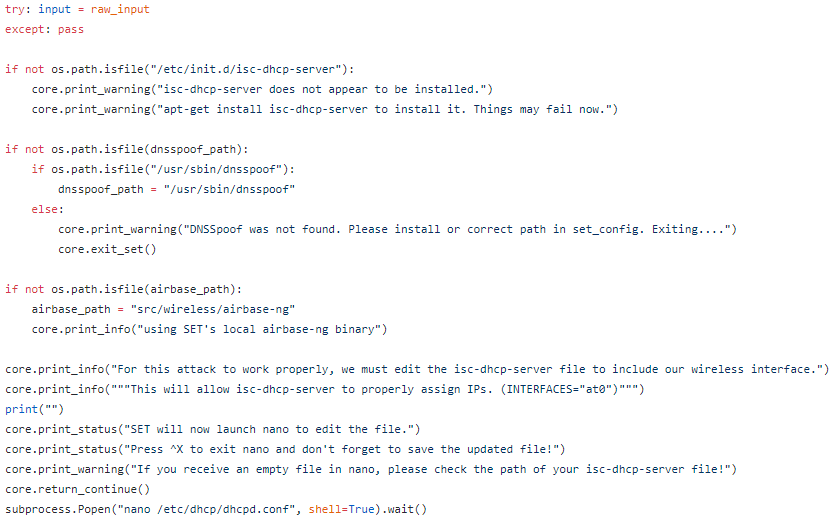 try: input = raw_input
except: pass
if not os.path.isfile("/etc/init.d/isc-dhcp-server"):
    core.print_warning("isc-dhcp-server does not appear to be installed.")
    core.print_warning("apt-get install isc-dhcp-server to install it. Things may fail now.")
if not os.path.isfile(dnsspoof_path):
    if os.path.isfile("/usr/sbin/dnsspoof"):
        dnsspoof_path = "/usr/sbin/dnsspoof"
    else:
        core.print_warning("DNSSpoof was not found. Please install or correct path in set_config. Exiting....")
        core.exit_set()
if not os.path.isfile(airbase_path):
    airbase_path = "src/wireless/airbase-ng"
    core.print_info("using SET's local airbase-ng binary")
core.print_info("For this attack to work properly, we must edit the isc-dhcp-server file to include our wireless interface.")
core.print_info("""This will allow isc-dhcp-server to properly assign IPs. (INTERFACES="at0")""")
print("")
core.print_status("SET will now launch nano to edit the file.")
core.print_status("Press ^X to exit nano and don't forget to save the updated file!")
core.print_warning("If you receive an empty file in nano, please check the path of your isc-dhcp-server file!")
core.return_continue()
subprocess.Popen("nano /etc/dhcp/dhcpd.conf", shell=True).wait()